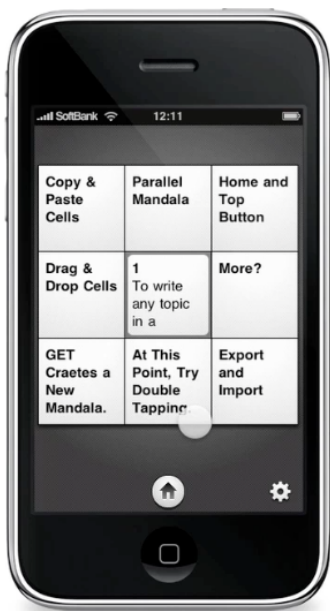 SoftBank 12:11
Copy &
Paste
Cells
Parallel
Mandala
Home and
Top
Button
Drag &
Drop Cells
1
To write
any topic
in a
More?
GET
Craetes a
New
Mandala.
At This
Point, Try
Double
Tapping.
Export
and
Import